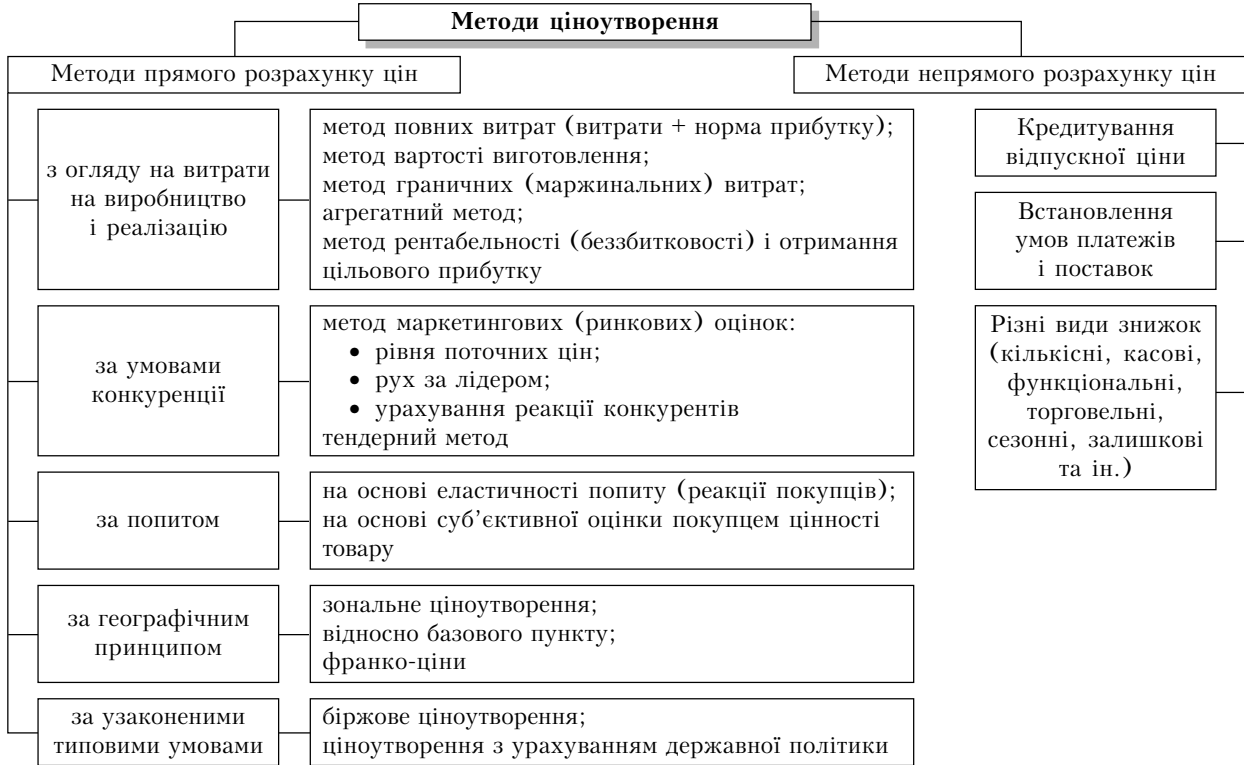 Методи ціноутворення
Методи прямого розрахунку цін
Методи непрямого розрахунку цін
з огляду на витрати
на виробництво
і реалізацію
метод повних витрат (витрати + норма прибутку);
метод вартості виготовлення;
метод граничних (маржинальних) витрат;
агрегатний метод;
метод рентабельності (беззбитковості) і отримання
цільового прибутку
за умовами
конкуренції
метод маркетингових (ринкових) оцінок:
• рівня поточних цін;
• рух за лідером;
• урахування реакції конкурентів
тендерний метод
за попитом
на основі еластичності попиту (реакції покупців);
на основі суб’єктивної оцінки покупцем цінності
товару
за географічним
принципом
зональне ціноутворення;
відносно базового пункту;
франко-ціни
за узаконеними
типовими умовами
біржове ціноутворення;
ціноутворення з урахуванням державної політики
Кредитування
відпускної ціни
Встановлення
умов платежів
і поставок
Різні види знижок
(кількісні, касові,
функціональні,
торговельні,
сезонні, залишкові
та ін.)